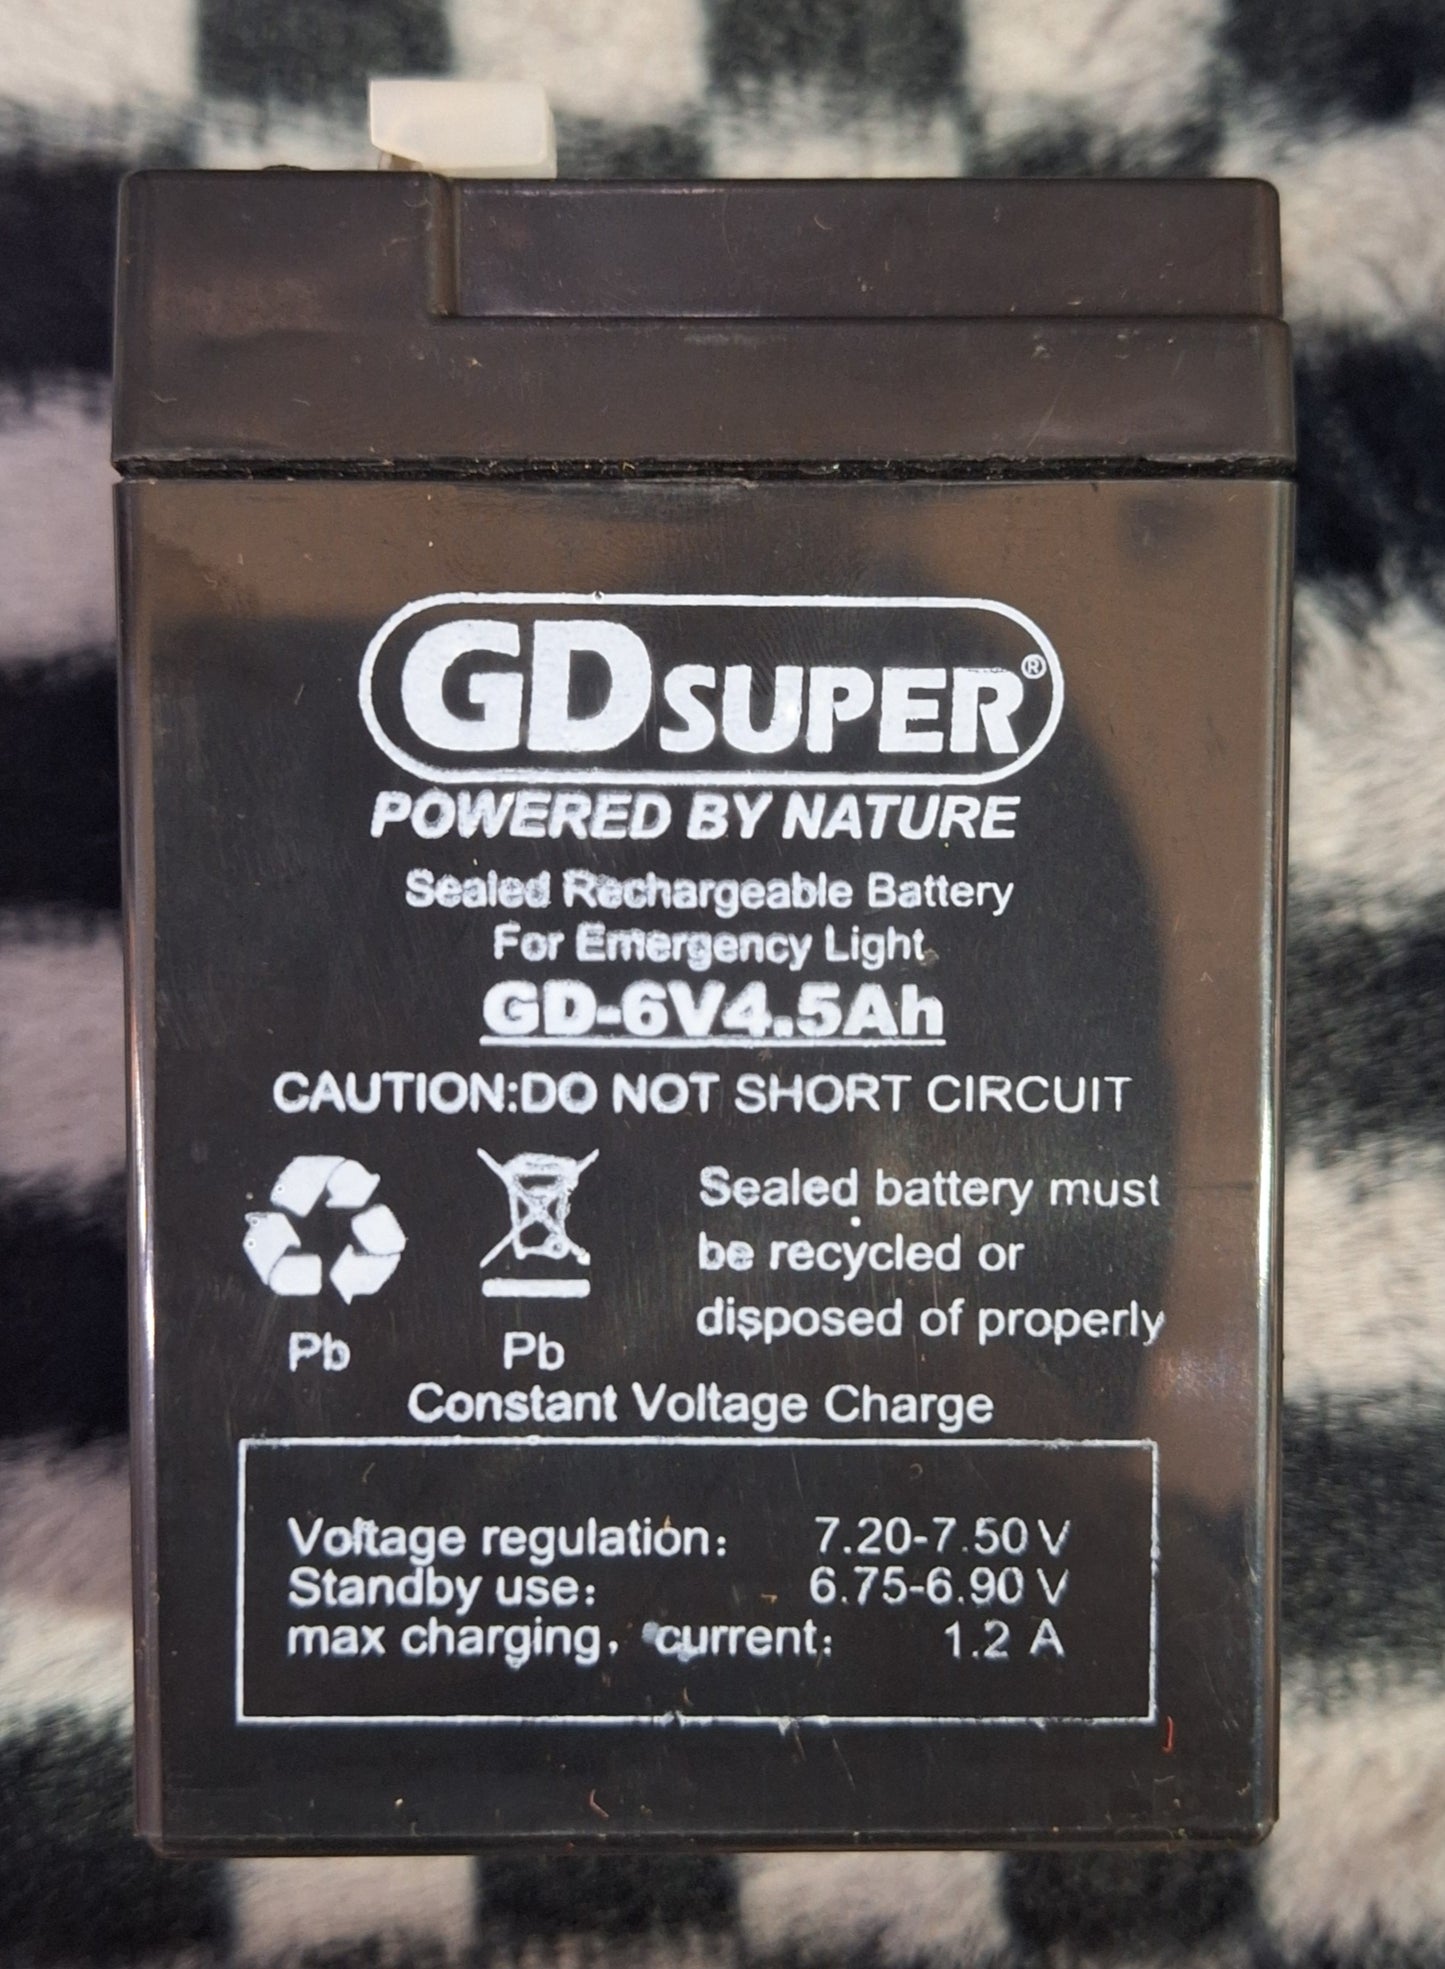 GD SUPER®
POWERED BY NATURE
Sealed Rechargeable Battery
For Emergency Light
GD-6V4.5Ah
CAUTION:DO NOT SHORT CIRCUIT
Sealed battery must
be recycled or
disposed of properly
Pb Pb
Constant Voltage Charge
Voltage regulation: 7.20-7.50 V
Standby use: 6.75-6.90 V
max charging, current: 1.2 A